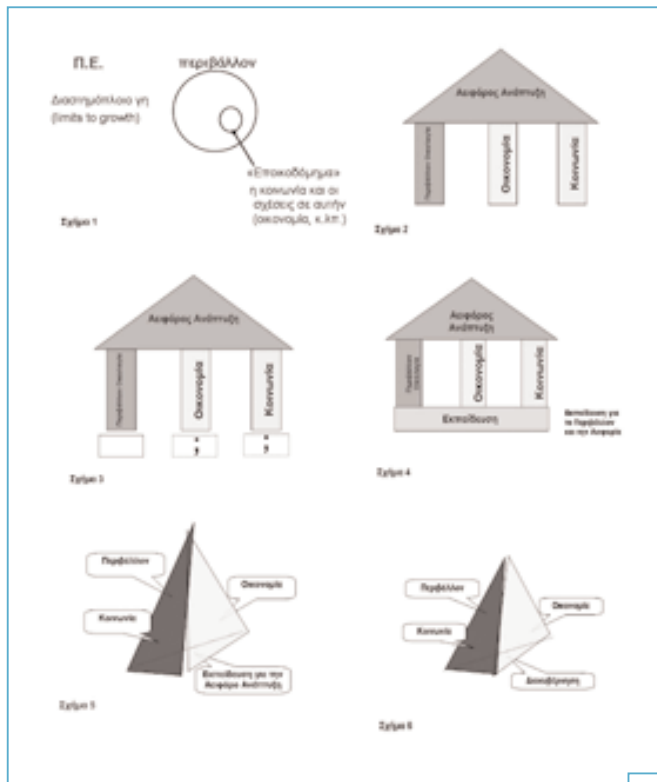 Π.Ε.
περιβάλλον
Διαστημόπλοιο γη
(limits to growth)
«Εποικοδόμημα»
η κοινωνία και οι
σχέσεις σε αυτήν
(οικονομία, κ.λπ.)
Σχήμα 1
Αειφόρος Ανάπτυξη
Οικονομία
Κοινωνία
Σχήμα 2
Αειφόρος Ανάπτυξη
Οικονομία
Κοινωνία
;
;
Σχήμα 3
Αειφόρος
Ανάπτυξη
Οικονομία
Κοινωνία
Εκπαίδευση
Εκπαίδευση για
το Περιβάλλον
και την Αειφορία
Σχήμα 4
Περιβάλλον
Οικονομία
Κοινωνία
Εκπαίδευση για την
Αειφόρο Ανάπτυξη
Σχήμα 5
Περιβάλλον
Οικονομία
Κοινωνία
Διακυβέρνηση
Σχήμα 6